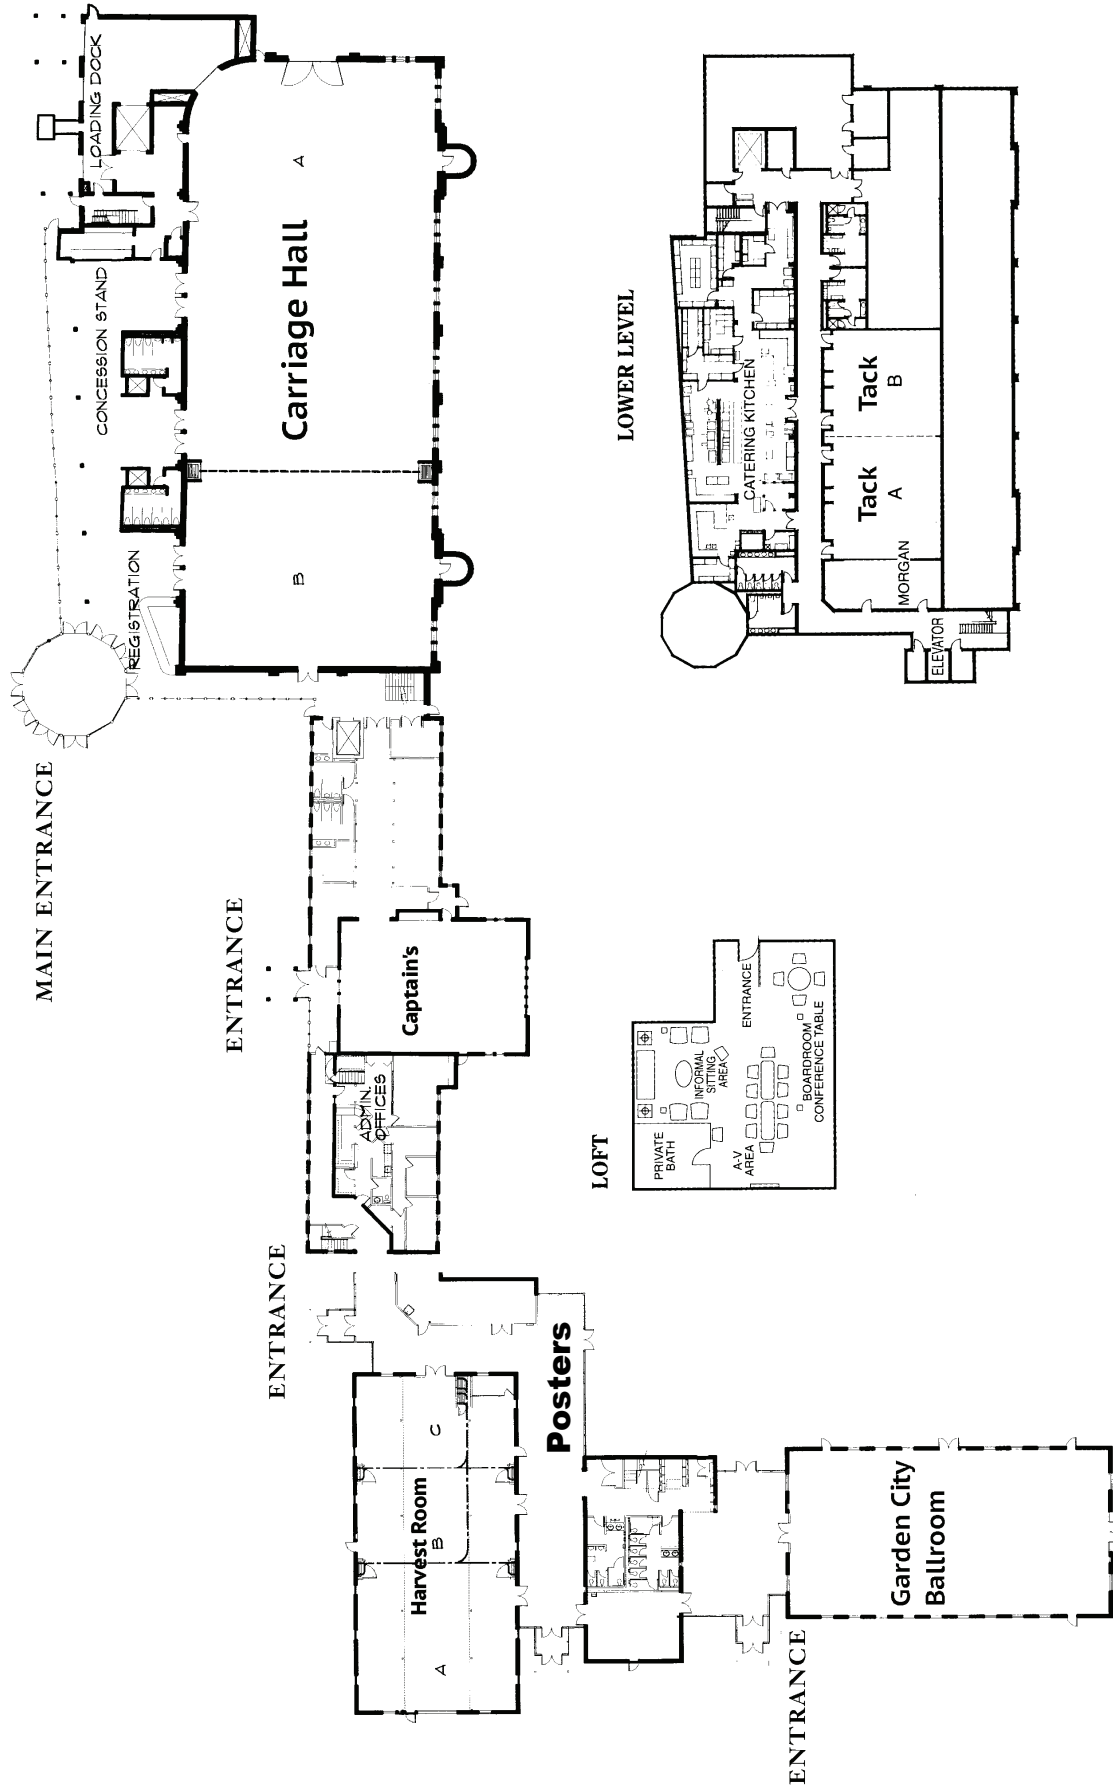 LOADING DOCK
A
Carriage Hall
CONCESSION STAND
B
REGISTRATION
MAIN ENTRANCE
ENTRANCE
Captain's
ADMIN.
OFFICES
ENTRANCE
Posters
C
Harvest Room
B
A
Garden City
Ballroom
ENTRANCE
LOWER LEVEL
CATERING KITCHEN
Tack
B
Tack
A
MORGAN
ELEVATOR
LOFT
ENTRANCE
INFORMAL
SITTING
AREA
BOARDROOM
CONFERENCE TABLE
PRIVATE
BATH
A-V
AREA